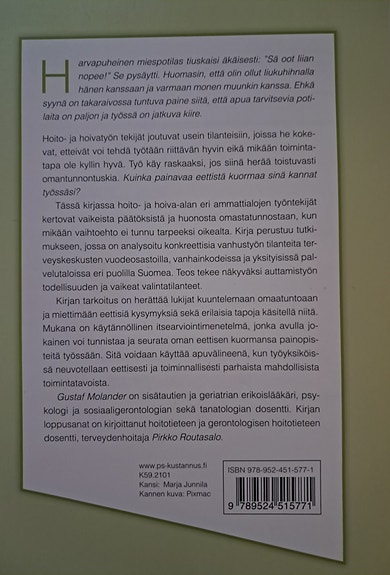 Harvapuheinen miespotilas tiuskaisi äkäisesti: "Sä oot liian
nopee!" Se pysäytti. Huomasin, että olin ollut liukuhihnalla
hänen kanssaan ja varmaan monen muunkin kanssa. Ehkä
syynä on takaraivossa tuntuva paine siitä, että apua tarvitsevia poti-
laita on paljon ja työssä on jatkuva kiire.
Hoito- ja hoivatyön tekijät joutuvat usein tilanteisiin, joissa he koke-
vat, etteivät voi tehdä työtään riittävän hyvin eikä mikään toiminta-
tapa ole kyllin hyvä. Työ käy raskaaksi, jos siinä herää toistuvasti
omantunnontuskia. Kuinka painavaa eettistä kuormaa sinä kannat
työssäsi?
Tässä kirjassa hoito- ja hoiva-alan eri ammattialojen työntekijät
kertovat vaikeista päätöksistä ja huonosta omastatunnostaan, kun
mikään vaihtoehto ei tunnu tarpeeksi oikealta. Kirja perustuu tutki-
mukseen, jossa on analysoitu konkreettisia vanhustyön tilanteita ter-
veyskeskusten vuodeosastoilla, vanhainkodeissa ja yksityisissä pal-
velutaloissa eri puolilla Suomea. Teos tekee näkyväksi auttamistyön
todellisuuden ja vaikeat valintatilanteet.
Kirjan tarkoitus on herättää lukijat kuuntelemaan omaatuntoaan
ja miettimään eettisiä kysymyksiä sekä erilaisia tapoja käsitellä niitä.
Mukana on käytännöllinen itsearviointimenetelmä, jonka avulla jo-
kainen voi tunnistaa ja seurata oman eettisen kuormansa painopis-
teitä työssään. Sitä voidaan käyttää apuvälineenä, kun työyksiköis-
sä neuvotellaan eettisesti ja toiminnallisesti parhaista mahdollisista
toimintatavoista.
Gustaf Molander on sisätautien ja geriatrian erikoislääkäri, psy-
kologi ja sosiaaligerontologian sekä tanatologian dosentti. Kirjan
loppusanat on kirjoittanut hoitotieteen ja gerontologisen hoitotieteen
dosentti, terveydenhoitaja Pirkko Routasalo.
www.ps-kustannus.fi
K59.2101
Kansi: Marja Junnila
Kannen kuva: Pixmac
ISBN 978-952-451-577-1
9 789524 515771